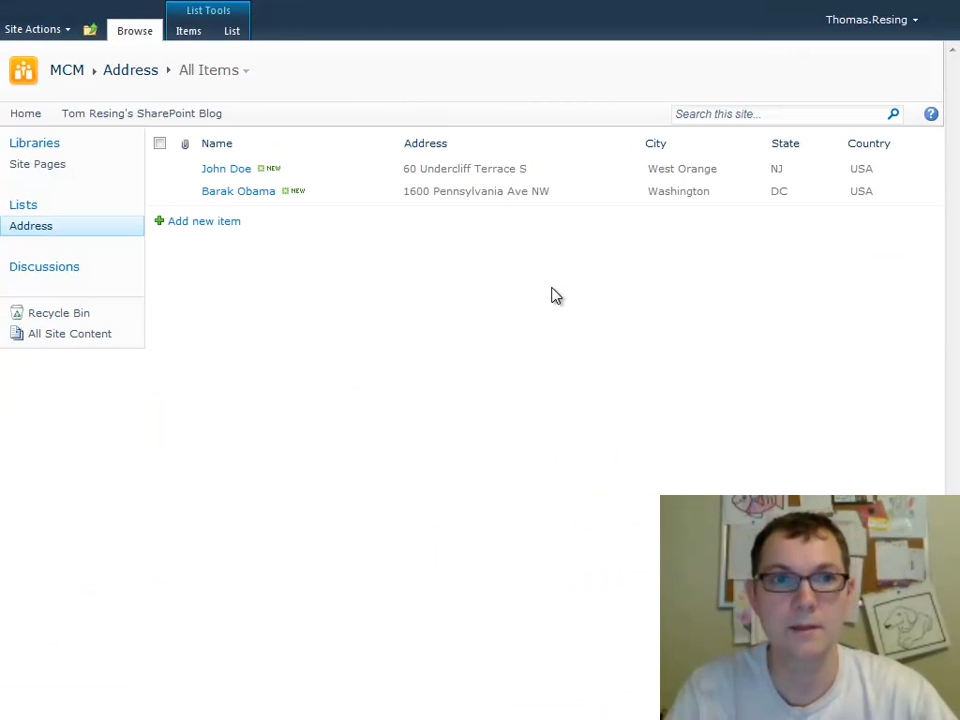 List Tools
Site Actions
Browse
Items
List
Thomas.Resing
MCM
Address
All Items
Home
Tom Resing's SharePoint Blog
Search this site...
Libraries
Site Pages
Lists
Address
Discussions
Recycle Bin
All Site Content
Name Address City State Country
John Doe NEW 60 Undercliff Terrace S West Orange NJ USA
Barak Obama NEW 1600 Pennsylvania Ave NW Washington DC USA
Add new item